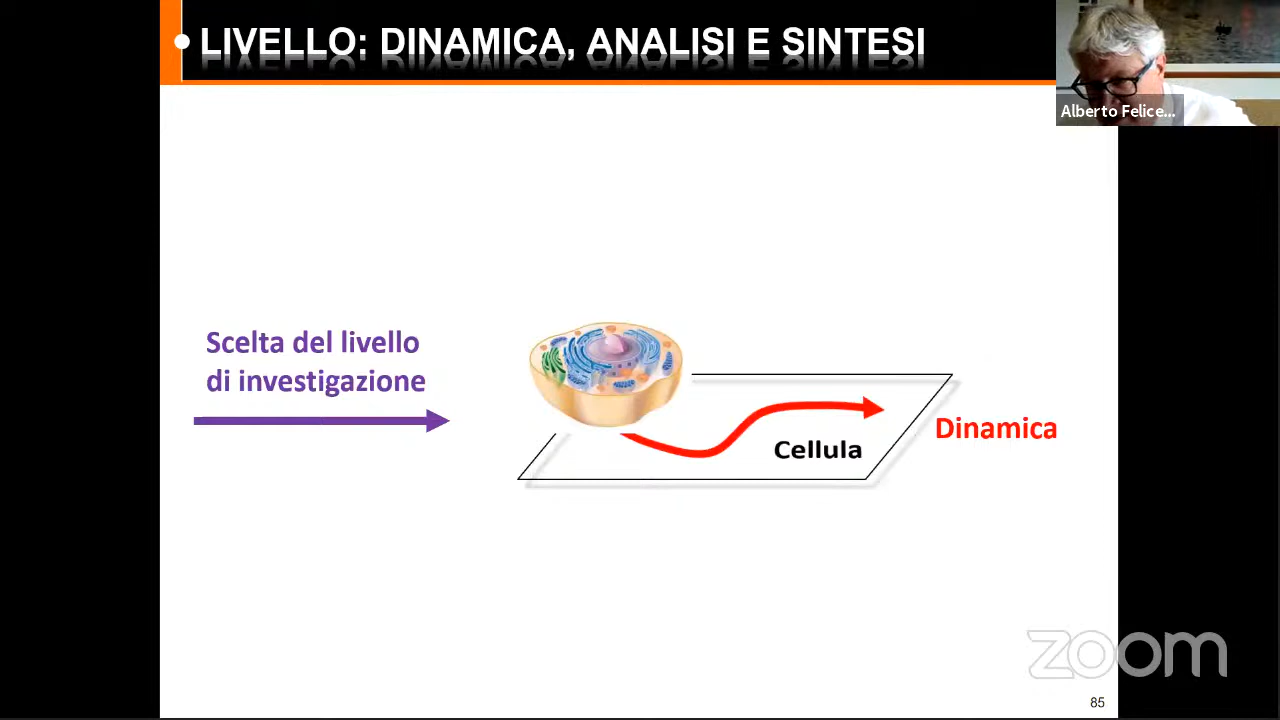 LIVELLO: DINAMICA, ANALISI E SINTESI
Alberto Felice...
Scelta del livello
di investigazione
Cellula
Dinamica
zoom
85